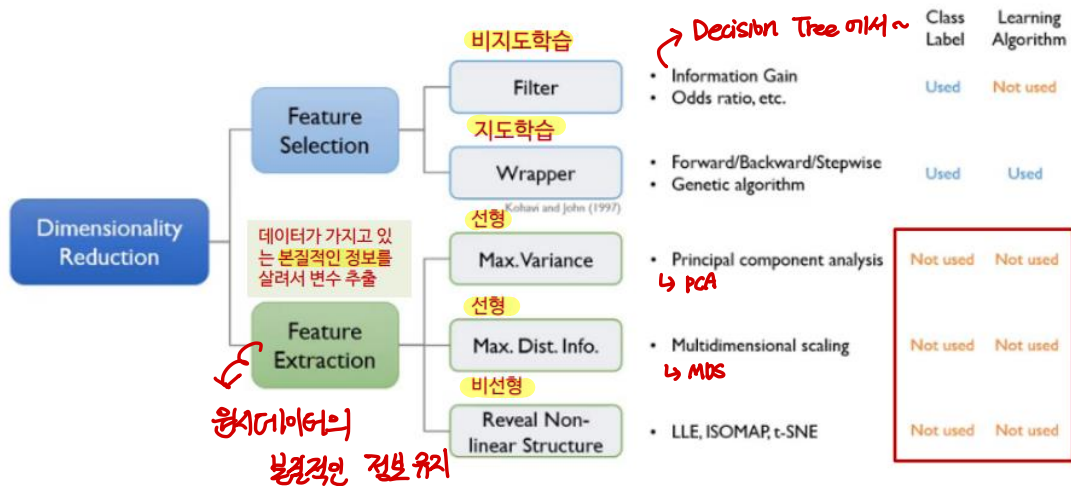 비지도학습
Decision Tree 에서~
Class Label
Learning Algorithm
Filter
• Information Gain
• Odds ratio, etc.
Used
Not used
Feature Selection
지도학습
Wrapper
• Forward/Backward/Stepwise
• Genetic algorithm
Used
Used
Kohavi and John (1997)
Dimensionality Reduction
데이터가 가지고 있
는 본질적인 정보를
살려서 변수 추출
선형
Max. Variance
• Principal component analysis
Not used
Not used
↳ PCA
Feature Extraction
선형
Max. Dist. Info.
• Multidimensional scaling
Not used
Not used
↳ MDS
비선형
Reveal Non-
linear Structure
• LLE, ISOMAP, t-SNE
Not used
Not used
원시데이터의
본질적인 정보 유지